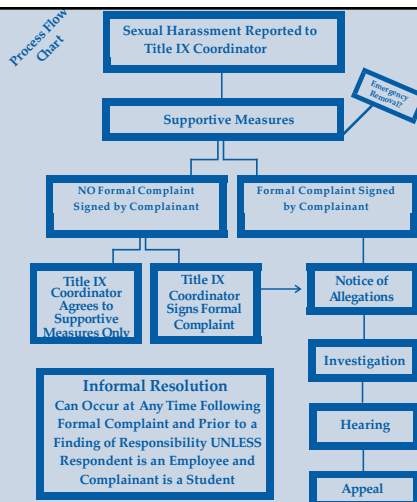 Process Flow
Chart
Sexual Harassment Reported to
Title IX Coordinator
Emergency
Removal?
Supportive Measures
NO Formal Complaint
Signed by Complainant
Formal Complaint Signed
by Complainant
Title IX
Coordinator
Agrees to
Supportive
Measures Only
Title IX
Coordinator
Signs Formal
Complaint
Notice of
Allegations
Investigation
Informal Resolution
Can Occur at Any Time Following
Formal Complaint and Prior to a
Finding of Responsibility UNLESS
Respondent is an Employee and
Complainant is a Student
Hearing
Appeal